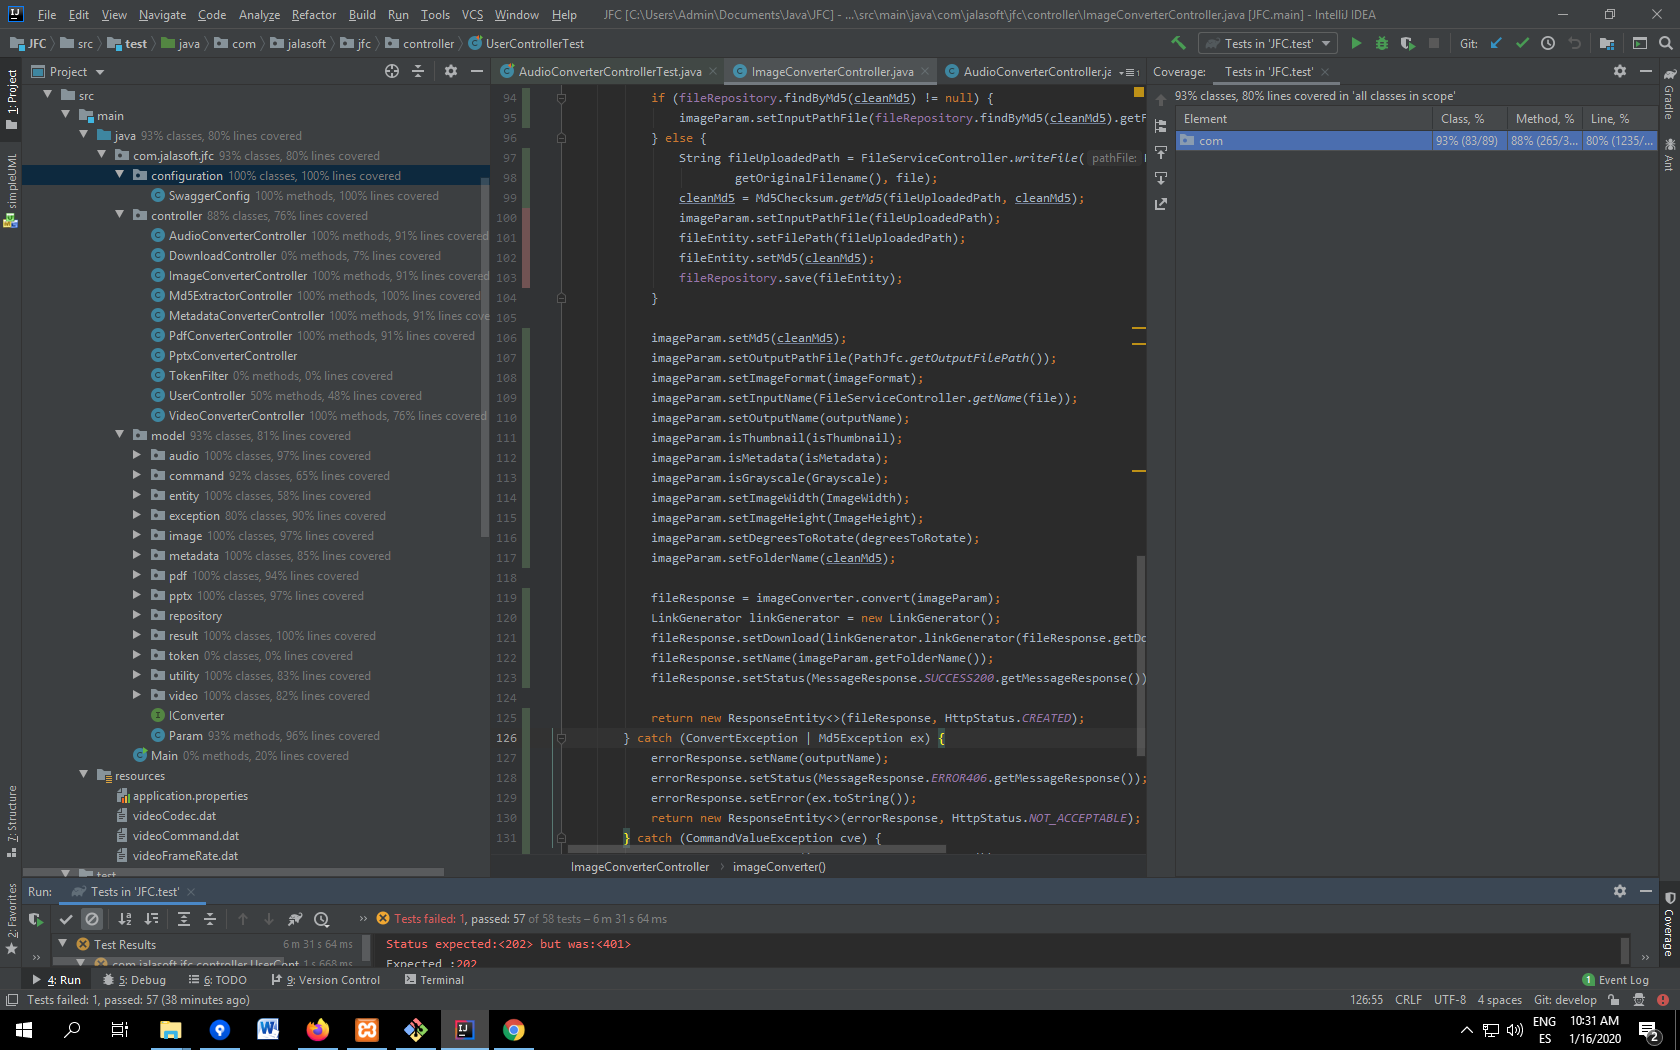 File Edit View Navigate Code Analyze Refactor Build Run Tools VCS Window Help JFC [C:\Users\Admin\Documents\Java\JFC] - ...\src\main\java\com\jalasoft\jfc\controller\ImageConverterController.java [JFC.main] - IntelliJ IDEA
JFC src test java com jalasoft jfc controller UserControllerTest Tests in 'JFC.test' Git:
1: Project
simpleUML
7: Structure
2: Favorites
Project
src
main
java 93% classes, 80% lines covered
com.jalasoft.jfc 93% classes, 80% lines covered
configuration 100% classes, 100% lines covered
SwaggerConfig 100% methods, 100% lines covered
controller 88% classes, 76% lines covered
AudioConverterController 100% methods, 91% lines covered
DownloadController 0% methods, 7% lines covered
ImageConverterController 100% methods, 91% lines covered
Md5ExtractorController 100% methods, 100% lines covered
MetadataConverterController 100% methods, 91% lines cove
PdfConverterController 100% methods, 91% lines covered
PptxConverterController
TokenFilter 0% methods, 0% lines covered
UserController 50% methods, 48% lines covered
VideoConverterController 100% methods, 76% lines covered
model 93% classes, 81% lines covered
audio 100% classes, 97% lines covered
command 92% classes, 65% lines covered
entity 100% classes, 58% lines covered
exception 80% classes, 90% lines covered
image 100% classes, 97% lines covered
metadata 100% classes, 85% lines covered
pdf 100% classes, 94% lines covered
pptx 100% classes, 97% lines covered
repository
result 100% classes, 100% lines covered
token 0% classes, 0% lines covered
utility 100% classes, 83% lines covered
video 100% classes, 82% lines covered
IConverter
Param 93% methods, 96% lines covered
Main 0% methods, 20% lines covered
resources
application.properties
videoCodec.dat
videoCommand.dat
videoFrameRate.dat
test
AudioConverterControllerTest.java ImageConverterController.java AudioConverterController.ja
94 if (fileRepository.findByMd5(cleanMd5) != null) {
95 imageParam.setInputPathFile(fileRepository.findByMd5(cleanMd5).getF
96 } else {
97 String fileUploadedPath = FileServiceController.writeFile( pathFile:
98 getOriginalFilename(), file);
99 cleanMd5 = Md5Checksum.getMd5(fileUploadedPath, cleanMd5);
100 imageParam.setInputPathFile(fileUploadedPath);
101 fileEntity.setFilePath(fileUploadedPath);
102 fileEntity.setMd5(cleanMd5);
103 fileRepository.save(fileEntity);
104 }
105
106 imageParam.setMd5(cleanMd5);
107 imageParam.setOutputPathFile(PathJfc.getOutputFilePath());
108 imageParam.setImageFormat(imageFormat);
109 imageParam.setInputName(FileServiceController.getName(file));
110 imageParam.setOutputName(outputName);
111 imageParam.isThumbnail(isThumbnail);
112 imageParam.isMetadata(isMetadata);
113 imageParam.isGrayscale(Grayscale);
114 imageParam.setImageWidth(ImageWidth);
115 imageParam.setImageHeight(ImageHeight);
116 imageParam.setDegreesToRotate(degreesToRotate);
117 imageParam.setFolderName(cleanMd5);
118
119 fileResponse = imageConverter.convert(imageParam);
120 LinkGenerator linkGenerator = new LinkGenerator();
121 fileResponse.setDownload(linkGenerator.linkGenerator(fileResponse.getDo
122 fileResponse.setName(imageParam.getFolderName());
123 fileResponse.setStatus(MessageResponse.SUCCESS200.getMessageResponse())
124
125 return new ResponseEntity<>(fileResponse, HttpStatus.CREATED);
126 } catch (ConvertException | Md5Exception ex) {
127 errorResponse.setName(outputName);
128 errorResponse.setStatus(MessageResponse.ERROR406.getMessageResponse());
129 errorResponse.setError(ex.toString());
130 return new ResponseEntity<>(errorResponse, HttpStatus.NOT_ACCEPTABLE);
131 } catch (CommandValueException cve) {
ImageConverterController imageConverter()
Coverage: Tests in 'JFC.test'
93% classes, 80% lines covered in 'all classes in scope'
Element Class, % Method, % Line, %
com 93% (83/89) 88% (265/3... 80% (1235/...
Gradle
Ant
Coverage
Run: Tests in 'JFC.test'
Tests failed: 1, passed: 57 of 58 tests – 6 m 31 s 64 ms
Test Results 6 m 31 s 64 ms
com.jalasoft.jfc.controller.UserCont 1 s 668 ms
Status expected:<202> but was:<401>
Expected :202
4: Run 5: Debug 6: TODO 9: Version Control Terminal 1 Event Log
Tests failed: 1, passed: 57 (38 minutes ago) 126:55 CRLF UTF-8 4 spaces Git: develop
ENG
ES
10:31 AM
1/16/2020
2